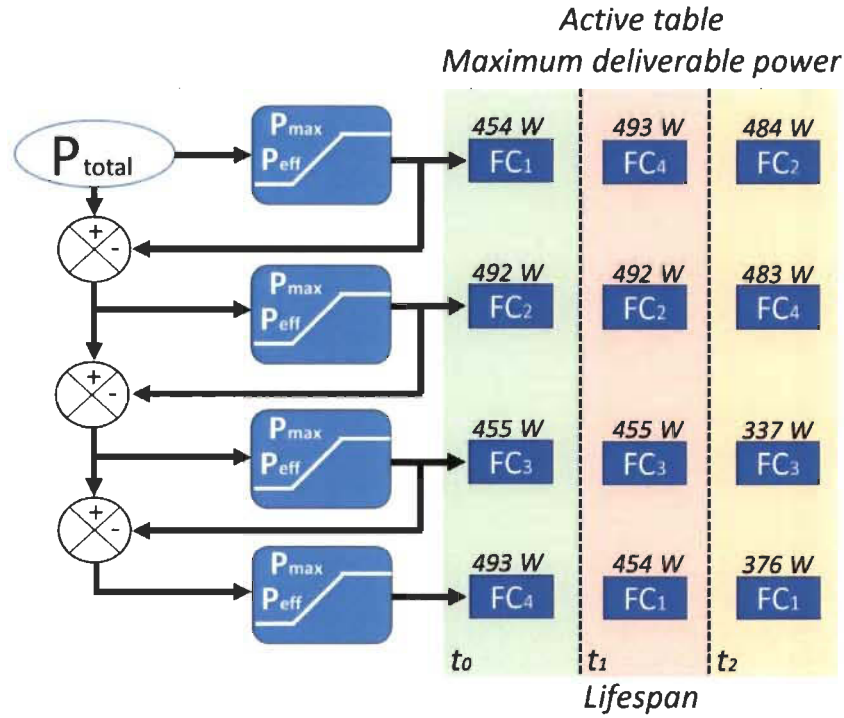 Active table
Maximum deliverable power
P total
P max
P eff
454 W
FC1
493 W
FC4
484 W
FC2
+
-
P max
P eff
492 W
FC2
492 W
FC2
483 W
FC4
+
-
P max
P eff
455 W
FC3
455 W
FC3
337 W
FC3
+
-
P max
P eff
493 W
FC4
454 W
FC1
376 W
FC1
t0
t1
t2
Lifespan